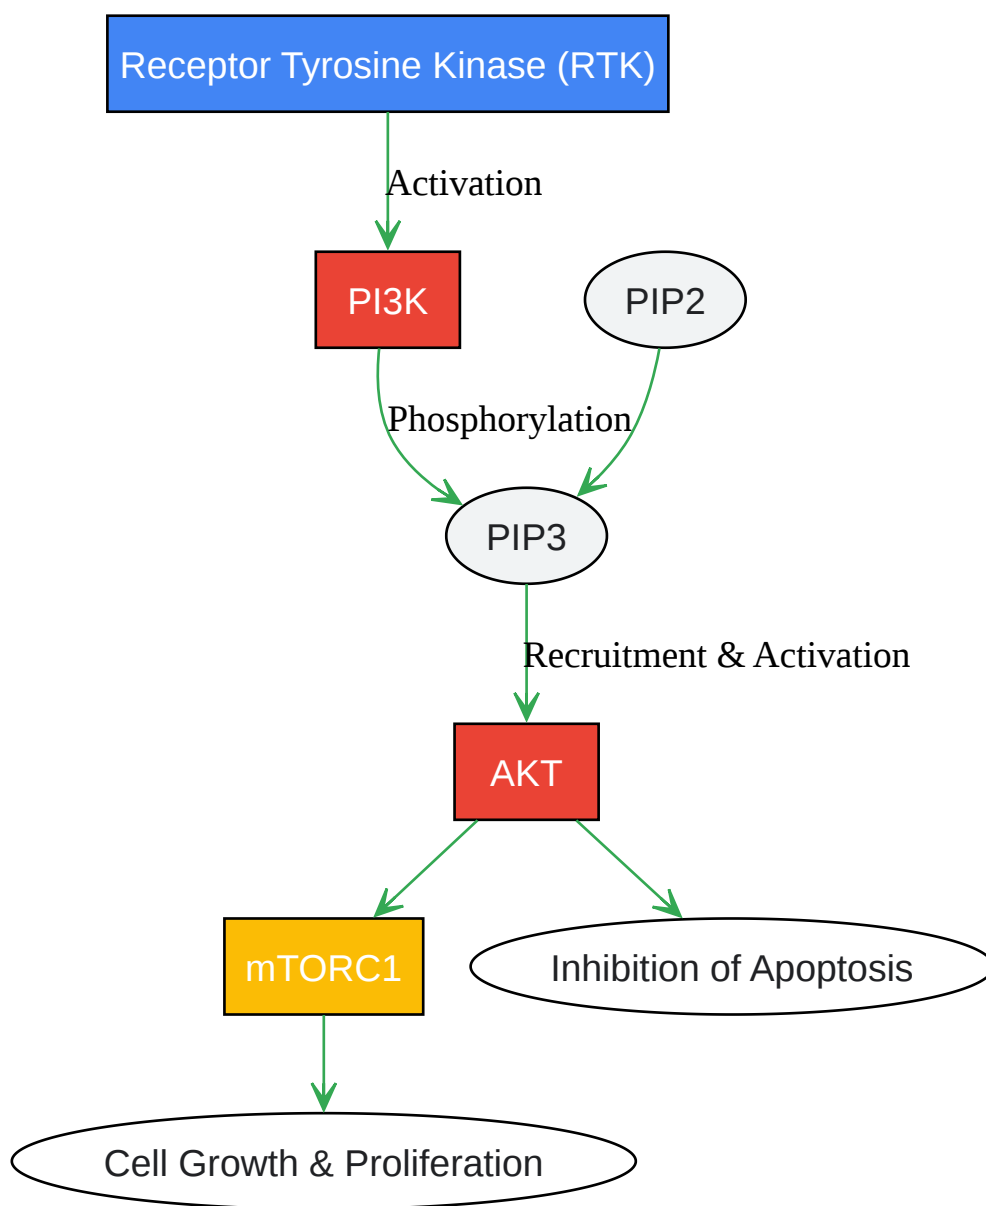 Receptor Tyrosine Kinase (RTK)
Activation
PI3K
PIP2
Phosphorylation
PIP3
Recruitment & Activation
AKT
mTORC1
Inhibition of Apoptosis
Cell Growth & Proliferation